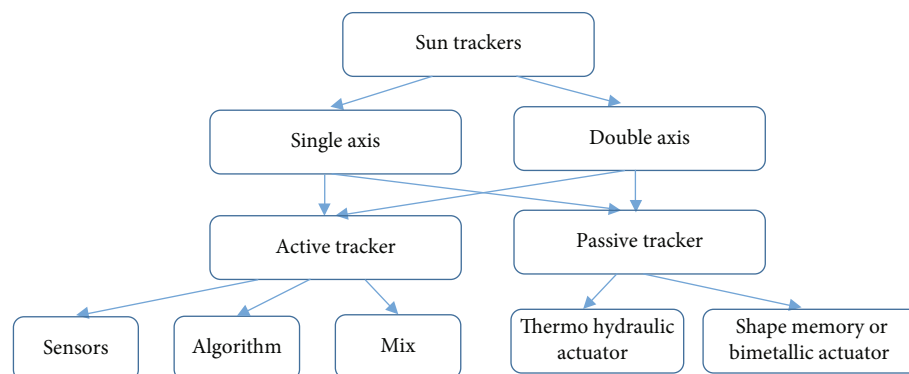 Sun trackers
Single axis
Double axis
Active tracker
Passive tracker
Sensors
Algorithm
Mix
Thermo hydraulic
actuator
Shape memory or
bimetallic actuator